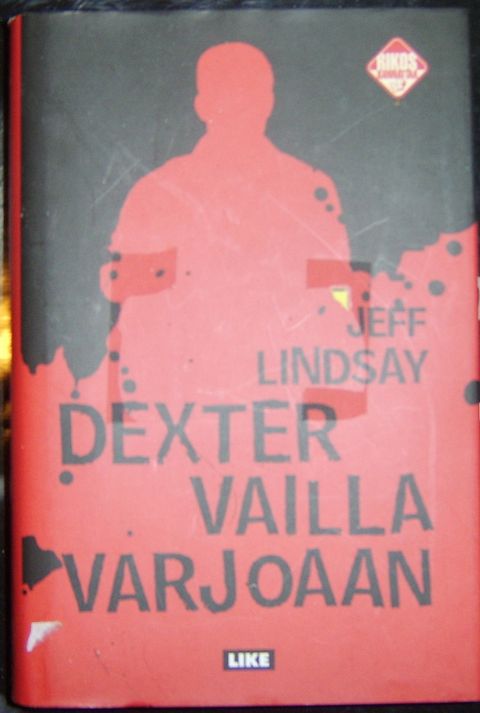 RIKOS
JEFF
LINDSAY
DEXTER
VAILLA
VARJOAAN
LIKE